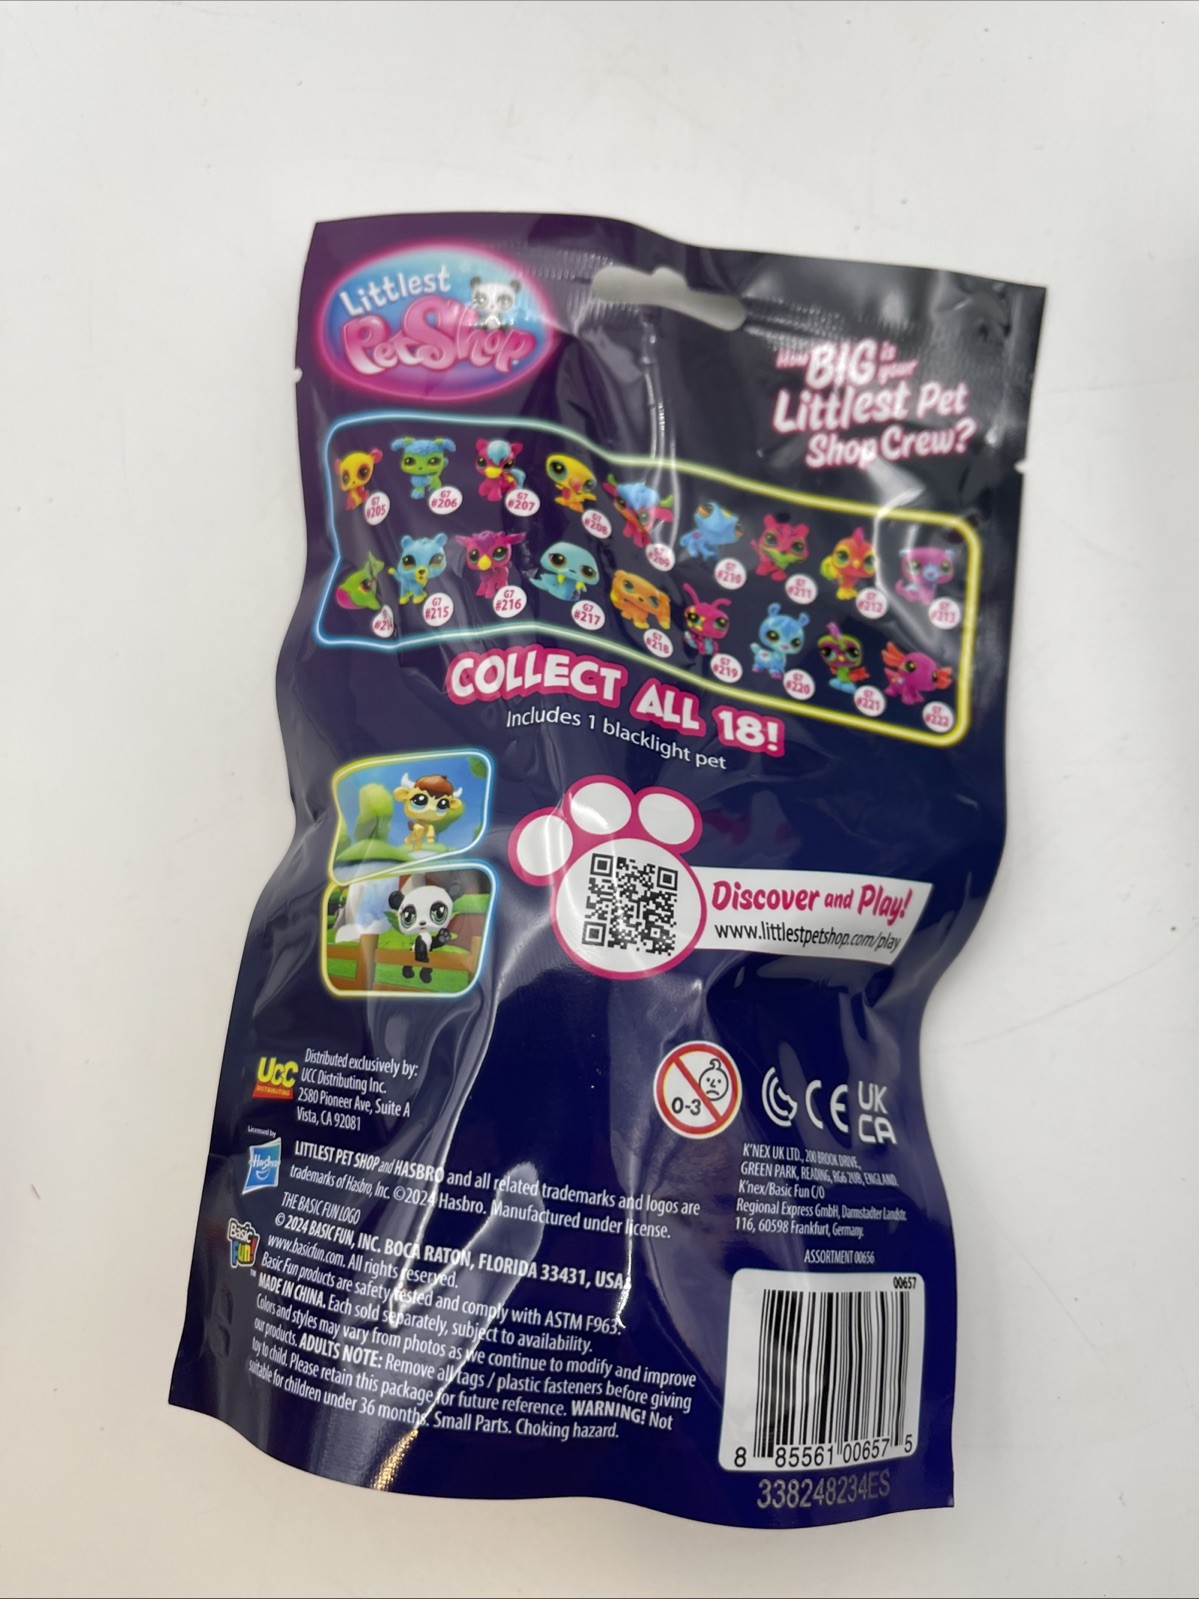 Littlest
PetShop
How BIG is your
Littlest Pet
Shop Crew?
G7 #205
G7 #206
G7 #207
G7 #208
G7 #209
G7 #210
G7 #211
G7 #212
G7 #213
G7 #215
G7 #216
G7 #217
G7 #218
G7 #219
G7 #220
G7 #221
G7 #222
COLLECT ALL 18!
Includes 1 blacklight pet
Discover and Play!
www.littlestpetshop.com/play
UCC
DISTRIBUTING
Distributed exclusively by:
UCC Distributing Inc.
2580 Pioneer Ave, Suite A
Vista, CA 92081
0-3
CE
UK
CA
Licensed by
Hasbro
LITTLEST PET SHOP and HASBRO and all related trademarks and logos are
trademarks of Hasbro, Inc. ©2024 Hasbro. Manufactured under license.
THE BASIC FUN LOGO
Basic
Fun!
™
© 2024 BASIC FUN, INC. BOCA RATON, FLORIDA 33431, USA.
www.basicfun.com. All rights reserved.
Basic Fun products are safety tested and comply with ASTM F963.
MADE IN CHINA. Each sold separately, subject to availability.
Colors and styles may vary from photos as we continue to modify and improve
our products. ADULTS NOTE: Remove all tags / plastic fasteners before giving
toy to child. Please retain this package for future reference. WARNING! Not
suitable for children under 36 months. Small Parts. Choking hazard.
K'NEX UK LTD., 200 BROOK DRIVE,
GREEN PARK, READING, RG6 2UB, ENGLAND.
K'nex/Basic Fun C/O
Regional Express GmbH, Darmstadter Landstr.
116, 60598 Frankfurt, Germany.
ASSORTMENT 00656
00657
8 85561 00657 5
338248234ES